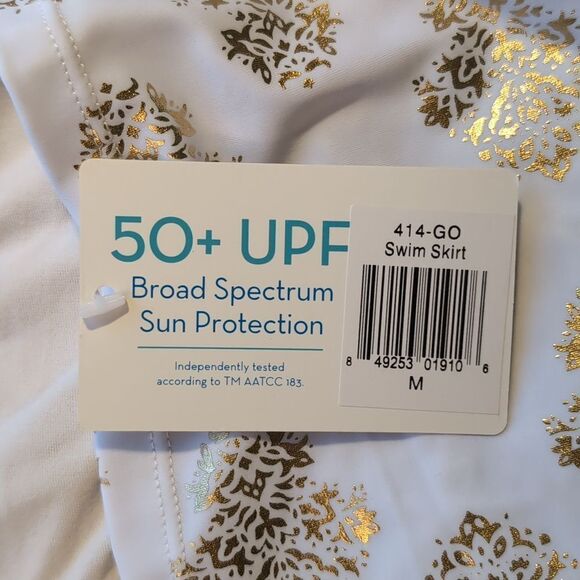 50+ UPF
Broad Spectrum
Sun Protection
Independently tested
according to TM AATCC 183.
414-GO
Swim Skirt
8 49253 01910 6
M